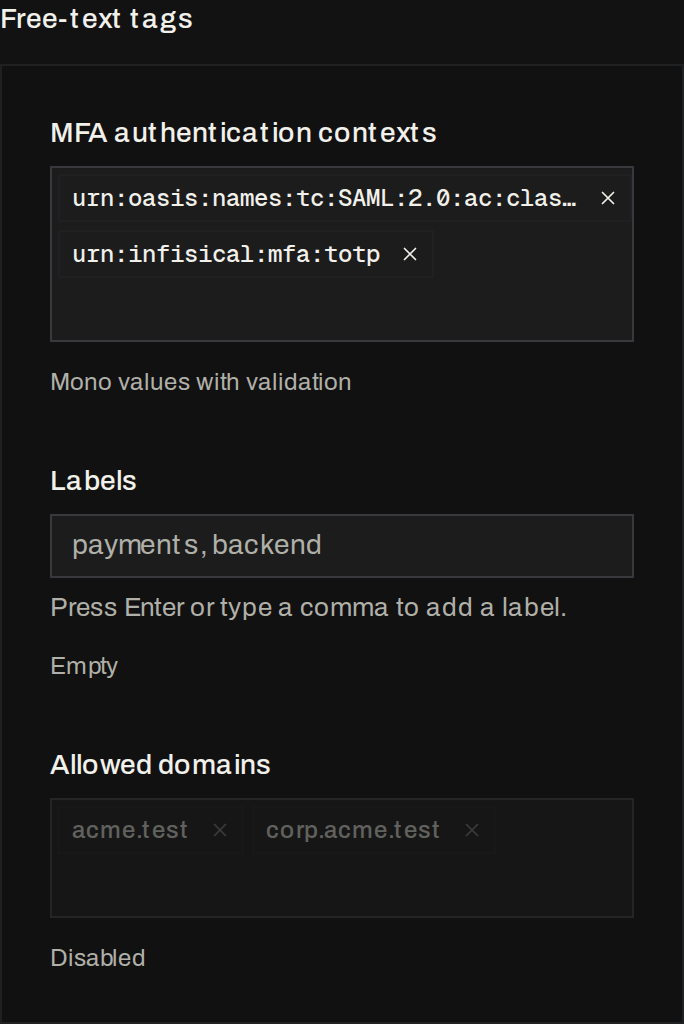 Free-text tags
MFA authentication contexts
urn:oasis:names:tc:SAML:2.0:ac:clas…
urn:infisical:mfa:totp
Mono values with validation
Labels
payments, backend
Press Enter or type a comma to add a label.
Empty
Allowed domains
acme.test corp.acme.test
Disabled